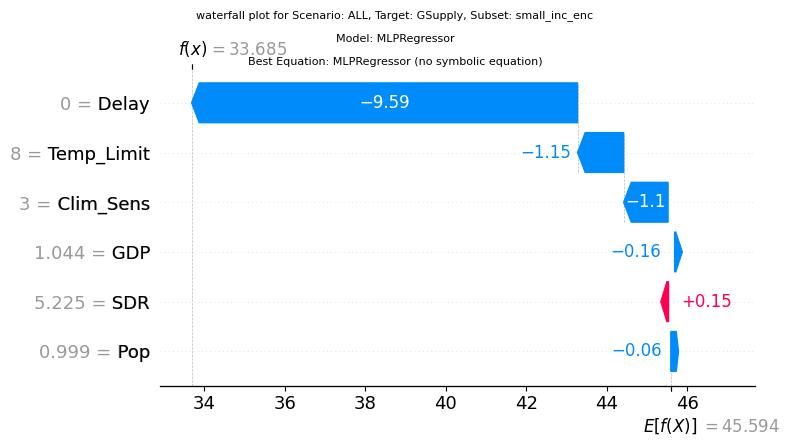 waterfall plot for Scenario: ALL, Target: GSupply, Subset: small_inc_enc
Model: MLPRegressor
f(x) = 33.685
Best Equation: MLPRegressor (no symbolic equation)
0 = Delay −9.59
8 = Temp_Limit −1.15
3 = Clim_Sens −1.1
1.044 = GDP −0.16
5.225 = SDR +0.15
0.999 = Pop −0.06
34 36 38 40 42 44 46
E[f(X)] = 45.594